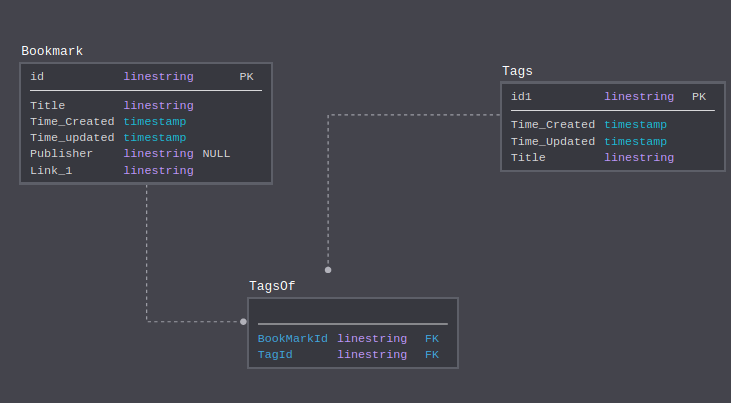 Bookmark
id linestring PK
Title linestring
Time_Created timestamp
Time_updated timestamp
Publisher linestring NULL
Link_1 linestring
Tags
id1 linestring PK
Time_Created timestamp
Time_Updated timestamp
Title linestring
TagsOf
BookMarkId linestring FK
TagId linestring FK